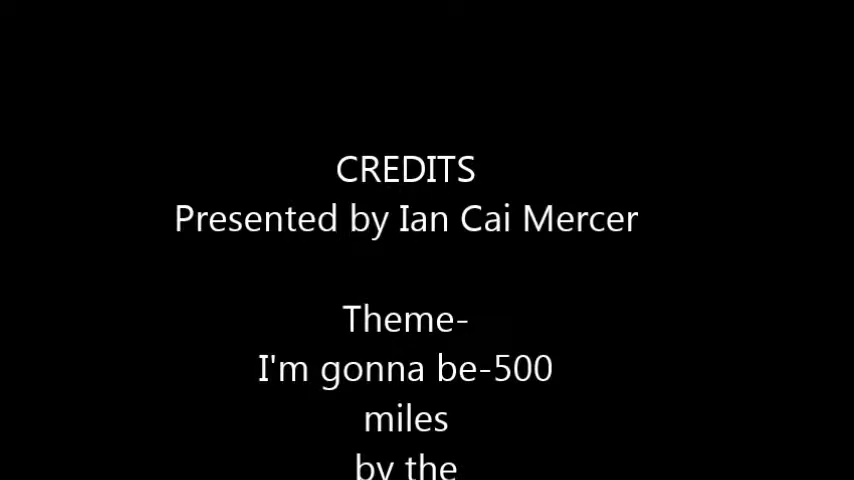 CREDITS
Presented by Ian Cai Mercer
Theme-
I'm gonna be-500
miles
by the